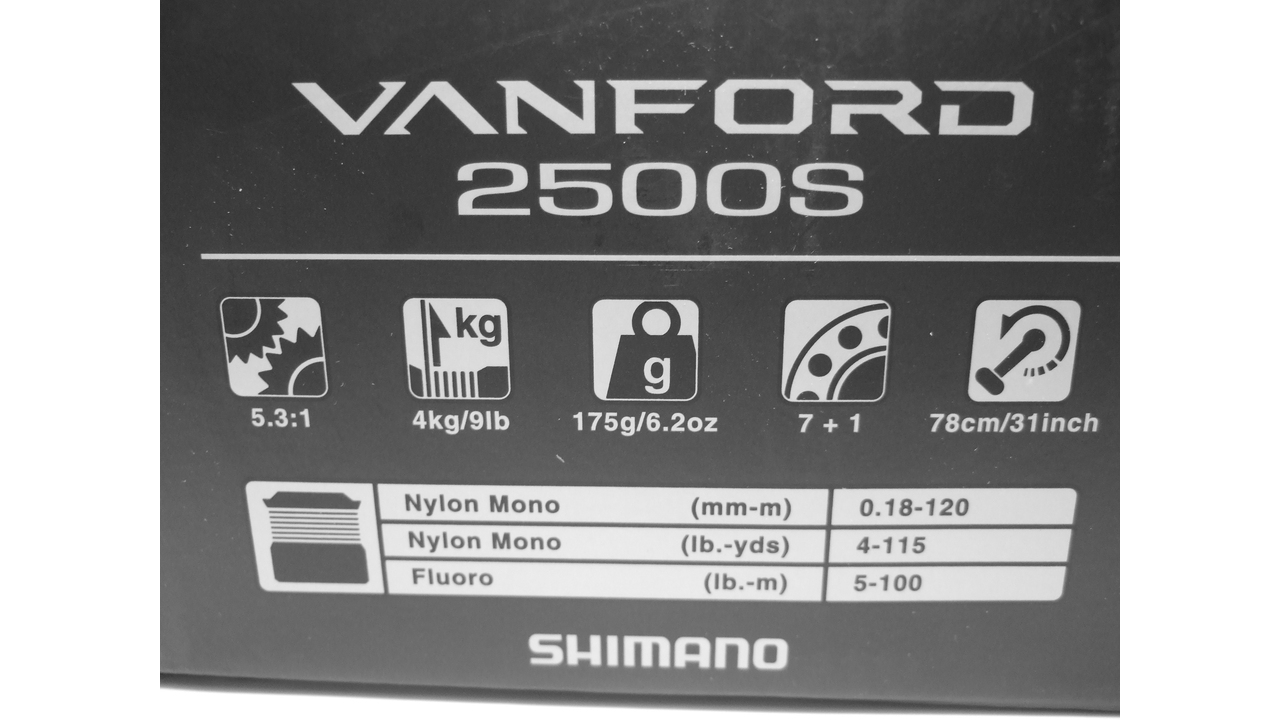 VANFORD
2500S
kg
g
5.3:1 4kg/9lb 175g/6.2oz 7 + 1 78cm/31inch
Nylon Mono (mm-m) 0.18-120
Nylon Mono (lb.-yds) 4-115
Fluoro (lb.-m) 5-100
SHIMANO